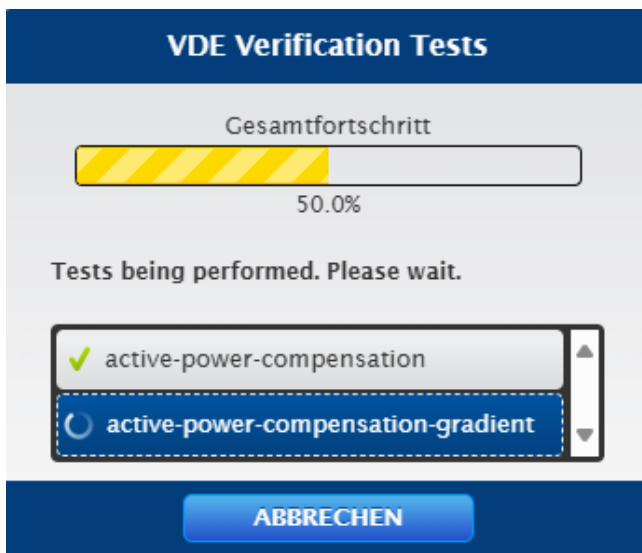 VDE Verification Tests
Gesamtfortschritt
50.0%
Tests being performed. Please wait.
active-power-compensation
active-power-compensation-gradient
ABBRECHEN